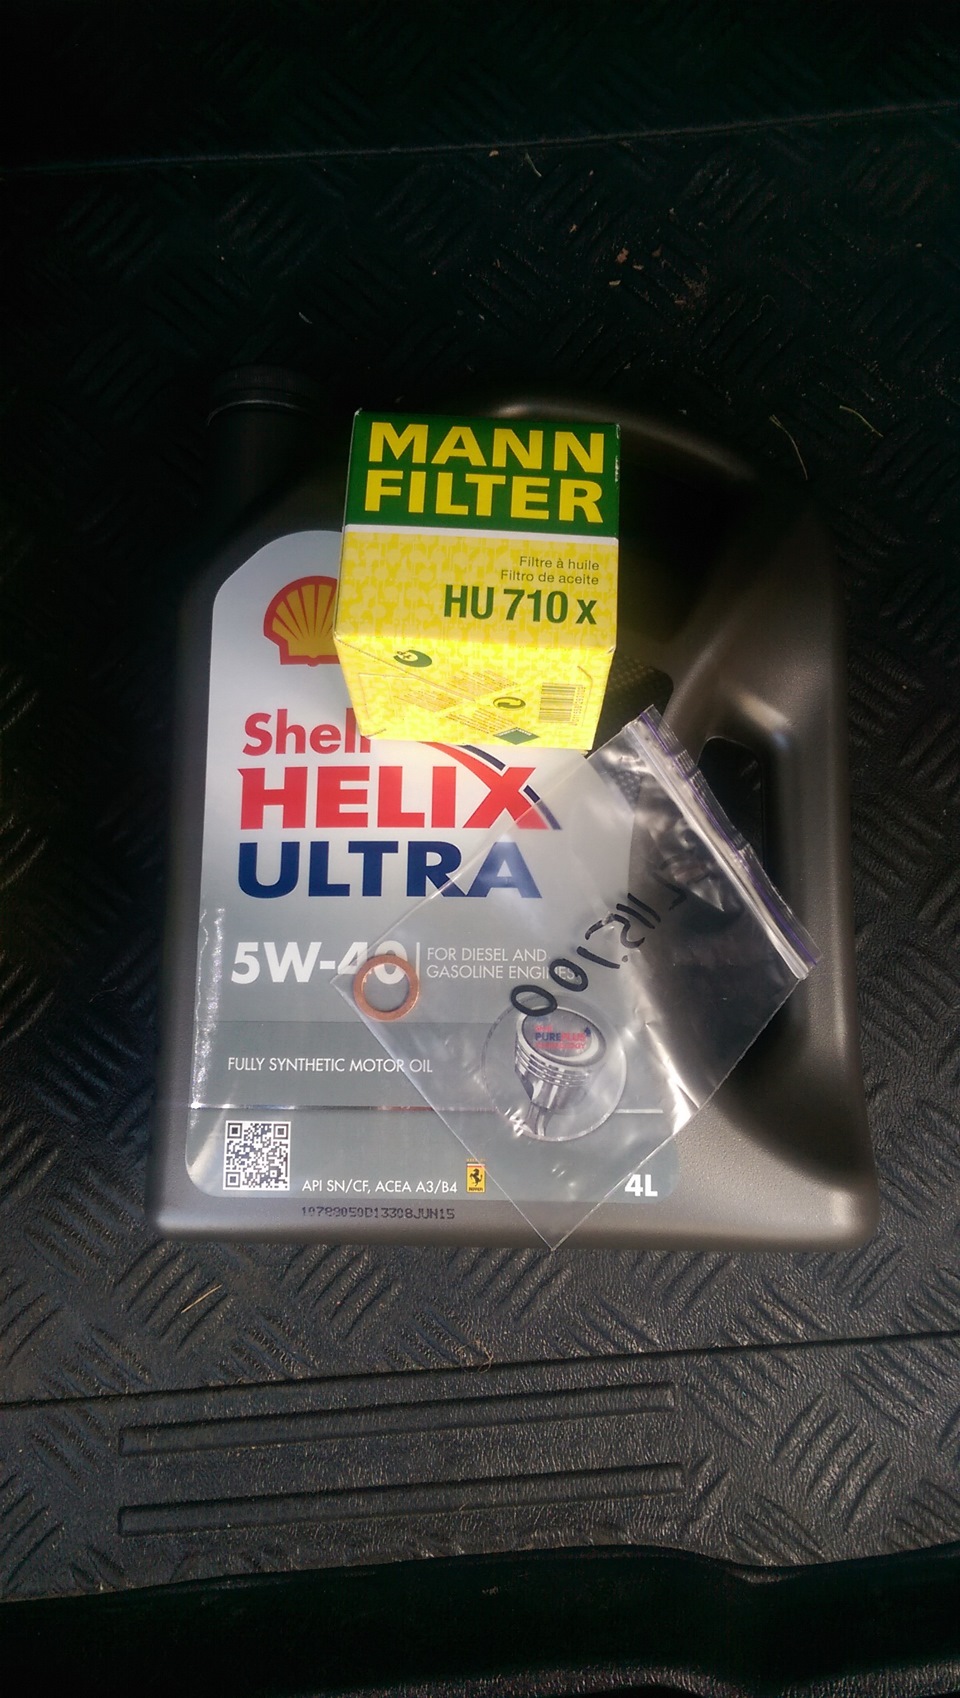 MANN
FILTER
Filtre à huile
Filtro de aceite
HU 710 x
Shell
HELIX
ULTRA
5W-40
FOR DIESEL AND
GASOLINE ENGINES
PUREPLUS
FULLY SYNTHETIC MOTOR OIL
API SN/CF, ACEA A3/B4
4L